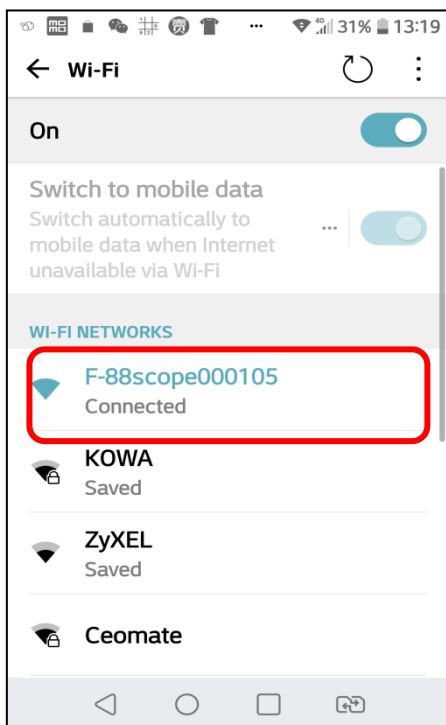 4G 31% 13:19
Wi-Fi
On
Switch to mobile data
Switch automatically to
mobile data when Internet
unavailable via Wi-Fi
WI-FI NETWORKS
F-88scope000105
Connected
KOWA
Saved
ZyXEL
Saved
Ceomate